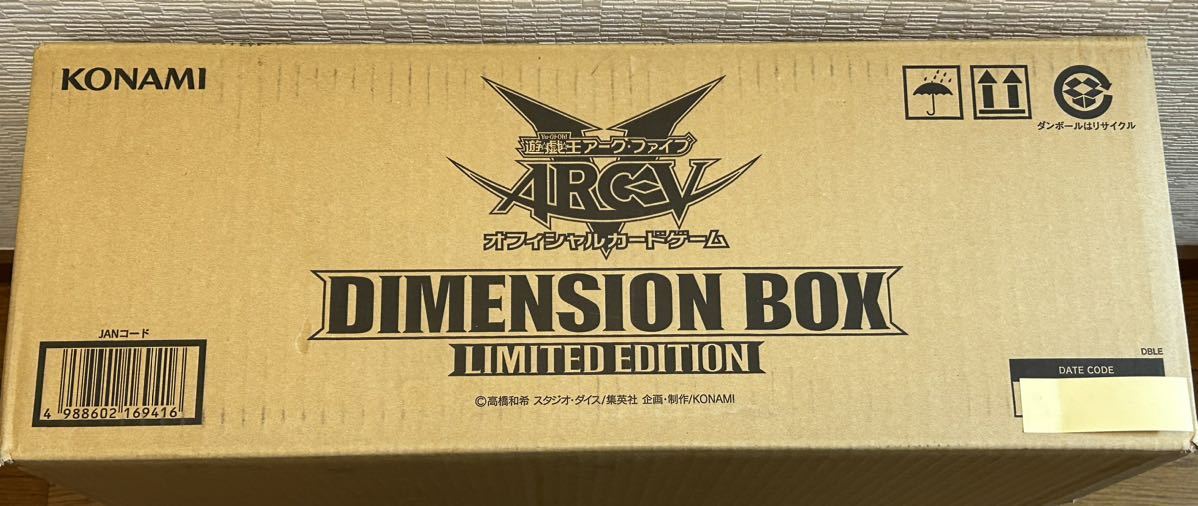 KONAMI
Yu-Gi-Oh!
遊戯王アーク・ファイブ
ARC-V
オフィシャルカードゲーム
DIMENSION BOX
LIMITED EDITION
©高橋和希 スタジオ・ダイス/集英社 企画・制作/KONAMI
ダンボールはリサイクル
JANコード
4 988602 169416
DBLE
DATE CODE